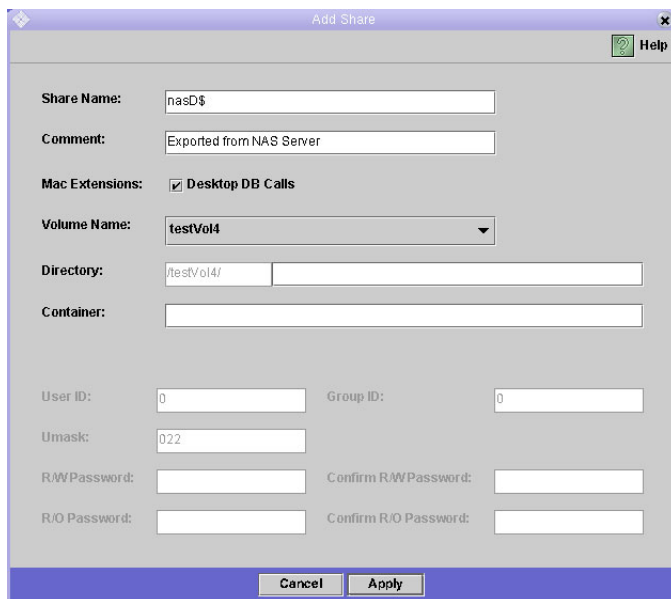 Add Share
Help
Share Name: nasD$
Comment: Exported from NAS Server
Mac Extensions: Desktop DB Calls
Volume Name: testVol4
Directory: /testVol4/
Container:
User ID: 0 Group ID: 0
Umask: 022
R/W Password: Confirm R/W Password:
R/O Password: Confirm R/O Password:
Cancel Apply